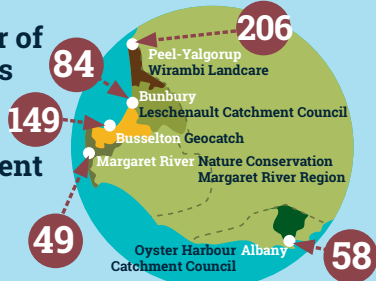 r of
s
ent
206
84
149
49
58
Peel-Yalgorup
Wirambi Landcare
Bunbury
Leschenault Catchment Council
Busselton Geocatch
Margaret River Nature Conservation
Margaret River Region
Oyster Harbour Albany
Catchment Council